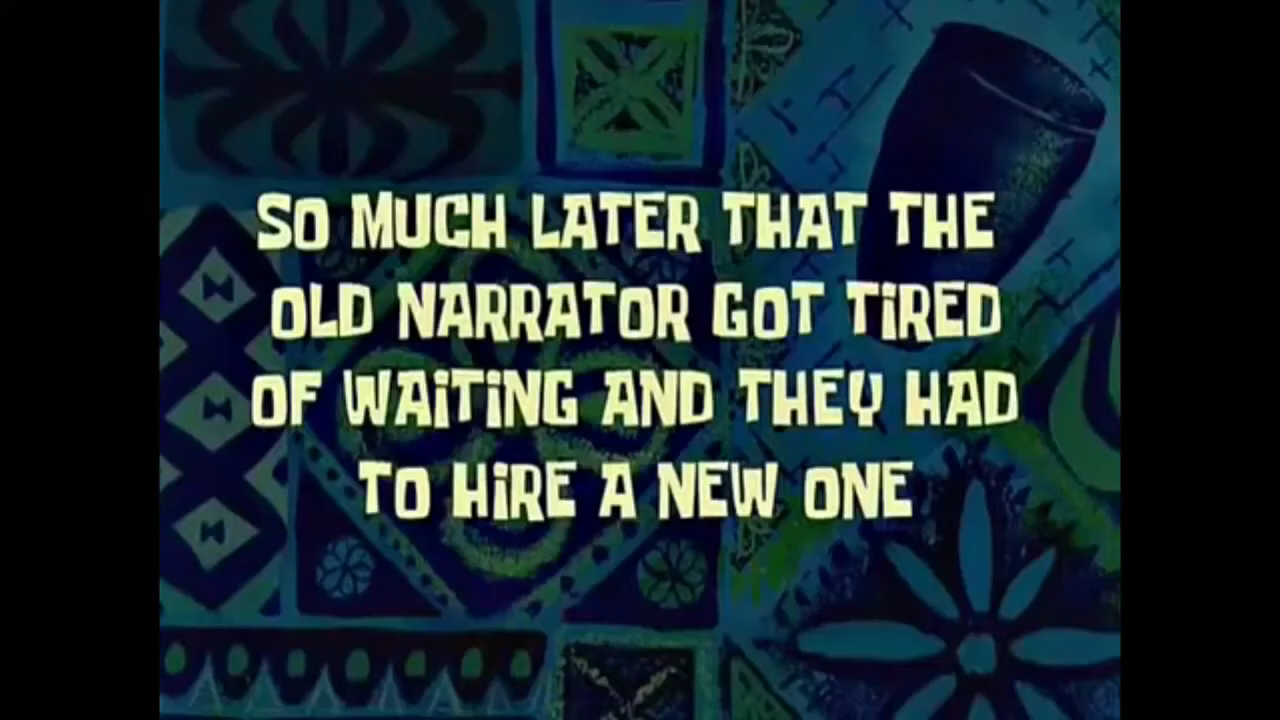 SO MUCH LATER THAT THE
OLD NARRATOR GOT TiRED
OF WAiTiNG AND THEY HAD
TO HiRE A NEW ONE